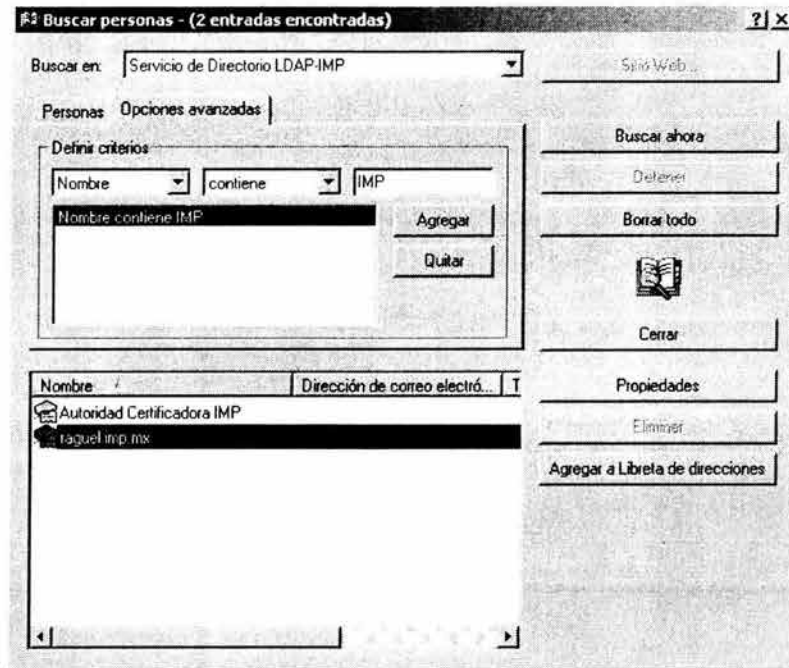 Buscar personas - (2 entradas encontradas) ? ×
Buscar en: Servicio de Directorio LDAP-IMP
Sitio Web...
Personas Opciones avanzadas
Buscar ahora
Definir criterios
Detener
Nombre contiene IMP
Nombre contiene IMP
Agregar
Borrar todo
Quitar
Cerrar
Nombre Dirección de correo electró... T
Propiedades
Autoridad Certificadora IMP
Eliminar
raguel.imp.mx
Agregar a Libreta de direcciones